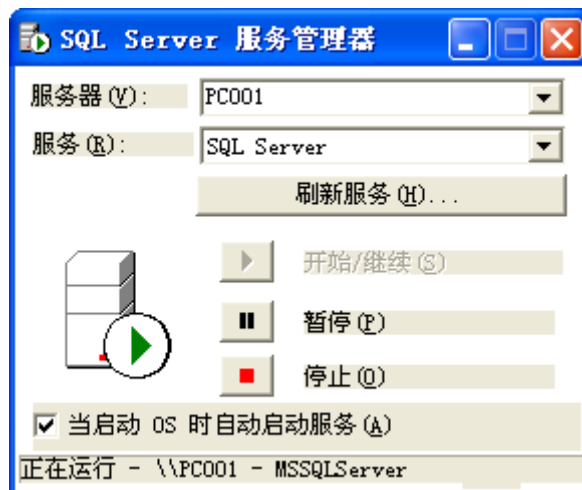 SQL Server 服务管理器
服务器(V): PC001
服务(R): SQL Server
刷新服务(H)...
开始/继续(S)
暂停(P)
停止(O)
当启动 OS 时自动启动服务(A)
正在运行 - \\PC001 - MSSQLServer